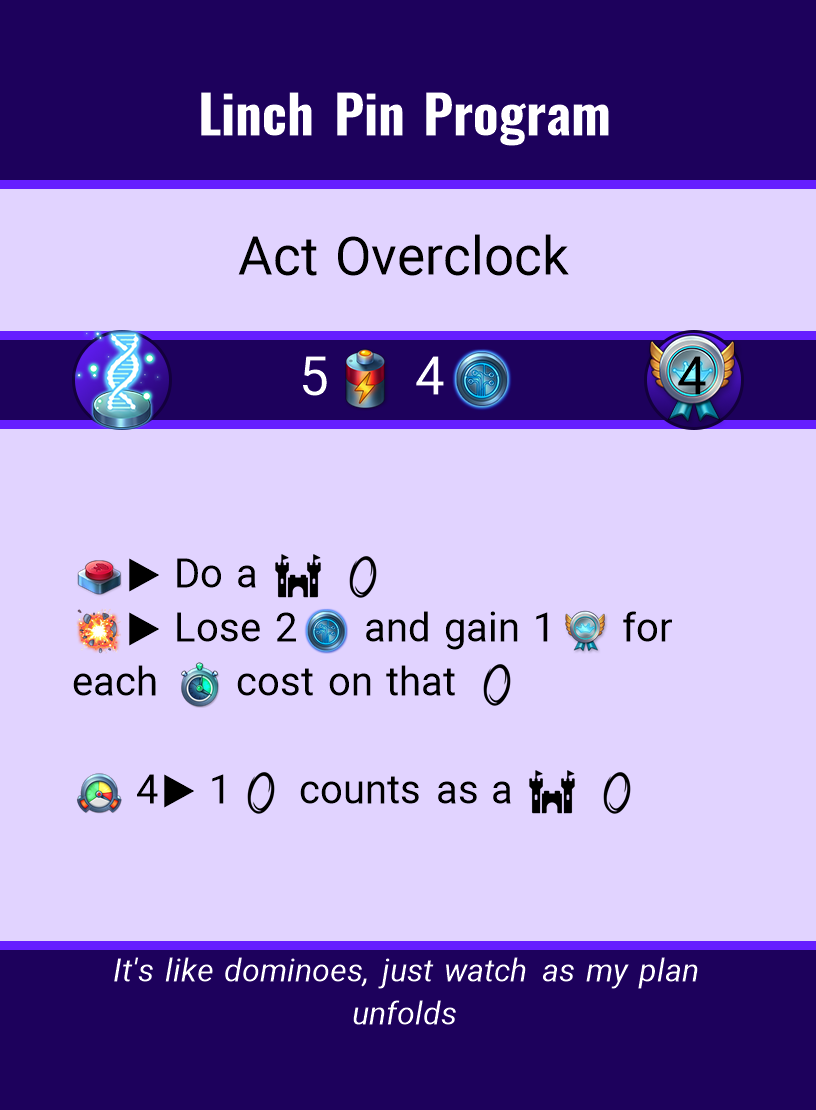 Linch Pin Program
Act Overclock
5 4 4
▶ Do a
▶ Lose 2 and gain 1 for
each cost on that
4▶ 1 counts as a
It's like dominoes, just watch as my plan
unfolds